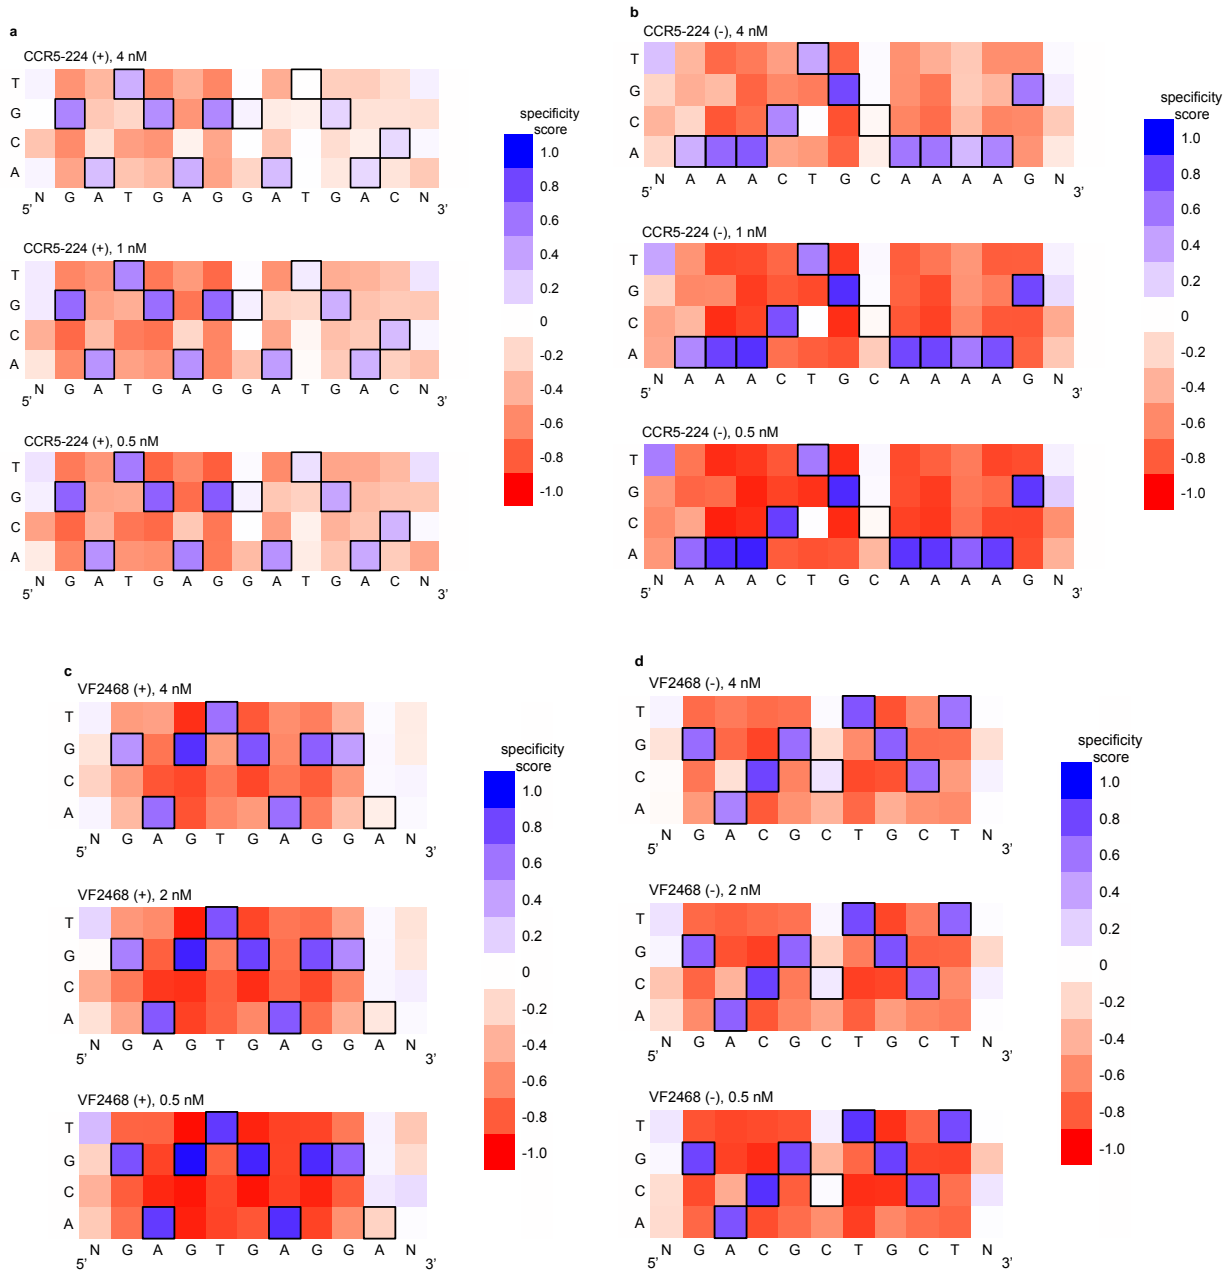 a
CCR5-224 (+), 4 nM
T
G
C
A
N G A T G A G G A T G A C N
5’ 3’
CCR5-224 (+), 1 nM
T
G
C
A
N G A T G A G G A T G A C N
5’ 3’
CCR5-224 (+), 0.5 nM
T
G
C
A
N G A T G A G G A T G A C N
5’ 3’
specificity
score
1.0
0.8
0.6
0.4
0.2
0
-0.2
-0.4
-0.6
-0.8
-1.0
b
CCR5-224 (-), 4 nM
T
G
C
A
N A A A C T G C A A A A G N
5’ 3’
CCR5-224 (-), 1 nM
T
G
C
A
N A A A C T G C A A A A G N
5’ 3’
CCR5-224 (-), 0.5 nM
T
G
C
A
N A A A C T G C A A A A G N
5’ 3’
specificity
score
1.0
0.8
0.6
0.4
0.2
0
-0.2
-0.4
-0.6
-0.8
-1.0
c
VF2468 (+), 4 nM
T
G
C
A
N G A G T G A G G A N
5’ 3’
VF2468 (+), 2 nM
T
G
C
A
N G A G T G A G G A N
5’ 3’
VF2468 (+), 0.5 nM
T
G
C
A
N G A G T G A G G A N
5’ 3’
specificity
score
1.0
0.8
0.6
0.4
0.2
0
-0.2
-0.4
-0.6
-0.8
-1.0
d
VF2468 (-), 4 nM
T
G
C
A
N G A C G C T G C T N
5’ 3’
VF2468 (-), 2 nM
T
G
C
A
N G A C G C T G C T N
5’ 3’
VF2468 (-), 0.5 nM
T
G
C
A
N G A C G C T G C T N
5’ 3’
specificity
score
1.0
0.8
0.6
0.4
0.2
0
-0.2
-0.4
-0.6
-0.8
-1.0